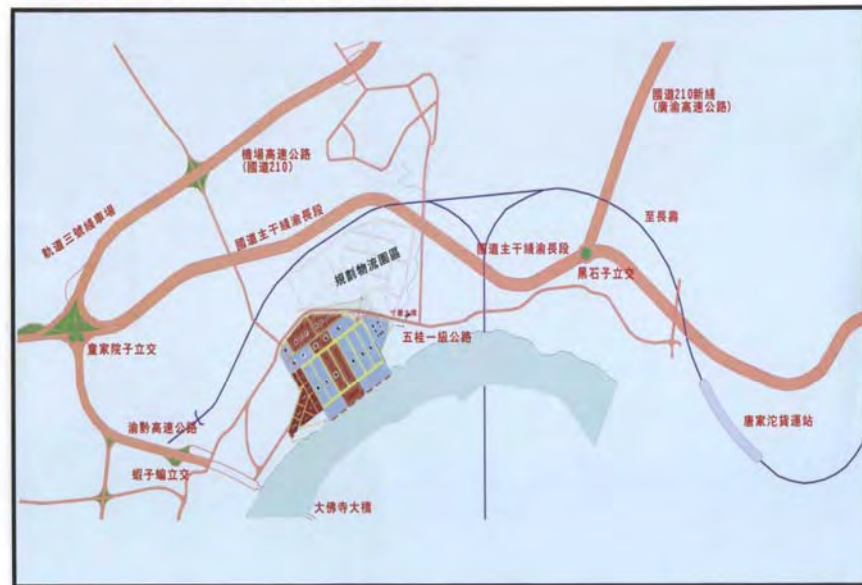 國道210新綫
(廣渝高速公路)
機場高速公路
(國道210)
軌道三號綫車場
國道主干綫渝長段
至長壽
國道主干綫渝長段
規劃物流園區
黑石子立交
五桂一級公路
童家院子立交
渝黔高速公路
唐家沱貨運站
蝦子蝙立交
大佛寺大橋